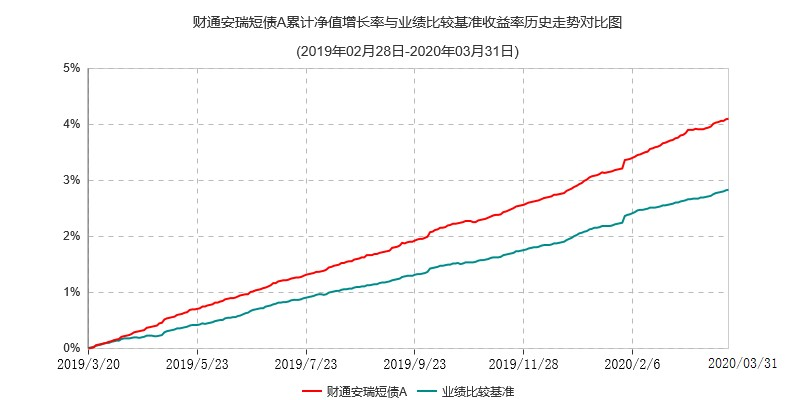 财通安瑞短债A累计净值增长率与业绩比较基准收益率历史走势对比图
(2019年02月28日-2020年03月31日)
5%
4%
3%
2%
1%
0%
2019/3/20 2019/5/23 2019/7/23 2019/9/23 2019/11/28 2020/2/6 2020/03/31
财通安瑞短债A 业绩比较基准